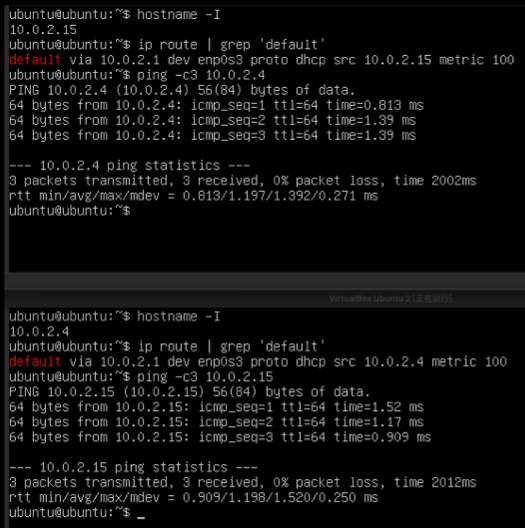 ubuntu@ubuntu:~$ hostname -I
10.0.2.15
ubuntu@ubuntu:~$ ip route | grep 'default'
default via 10.0.2.1 dev enp0s3 proto dhcp src 10.0.2.15 metric 100
ubuntu@ubuntu:~$ ping -c3 10.0.2.4
PING 10.0.2.4 (10.0.2.4) 56(84) bytes of data.
64 bytes from 10.0.2.4: icmp_seq=1 ttl=64 time=0.813 ms
64 bytes from 10.0.2.4: icmp_seq=2 ttl=64 time=1.39 ms
64 bytes from 10.0.2.4: icmp_seq=3 ttl=64 time=1.39 ms
--- 10.0.2.4 ping statistics ---
3 packets transmitted, 3 received, 0% packet loss, time 2002ms
rtt min/avg/max/mdev = 0.813/1.197/1.392/0.271 ms
ubuntu@ubuntu:~$
VirtualBox Ubuntu 2 [正在运行]
ubuntu@ubuntu:~$ hostname -I
10.0.2.4
ubuntu@ubuntu:~$ ip route | grep 'default'
default via 10.0.2.1 dev enp0s3 proto dhcp src 10.0.2.4 metric 100
ubuntu@ubuntu:~$ ping -c3 10.0.2.15
PING 10.0.2.15 (10.0.2.15) 56(84) bytes of data.
64 bytes from 10.0.2.15: icmp_seq=1 ttl=64 time=1.52 ms
64 bytes from 10.0.2.15: icmp_seq=2 ttl=64 time=1.17 ms
64 bytes from 10.0.2.15: icmp_seq=3 ttl=64 time=0.909 ms
--- 10.0.2.15 ping statistics ---
3 packets transmitted, 3 received, 0% packet loss, time 2012ms
rtt min/avg/max/mdev = 0.909/1.198/1.520/0.250 ms
ubuntu@ubuntu:~$ _